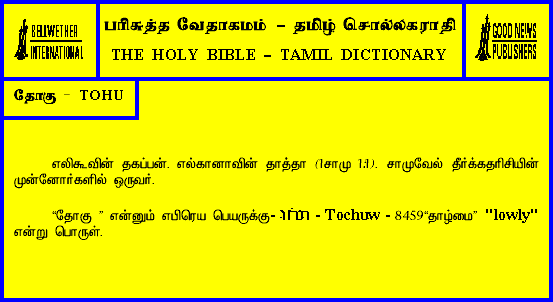 BELLWETHER
INTERNATIONAL
பரிசுத்த வேதாகமம் – தமிழ் சொல்லகராதி
THE HOLY BIBLE – TAMIL DICTIONARY
GOOD NEWS
PUBLISHERS
தோகு – TOHU
எலிகூவின் தகப்பன். எல்கானாவின் தாத்தா (1சாமு 1:1). சாமுவேல் தீர்க்கதரிசியின்
முன்னோர்களில் ஒருவர்.
“தோகு ” என்னும் எபிரெய பெயருக்கு- תֹּחוּ - Tochuw - 8459“தாழ்மை” "lowly"
என்று பொருள்.